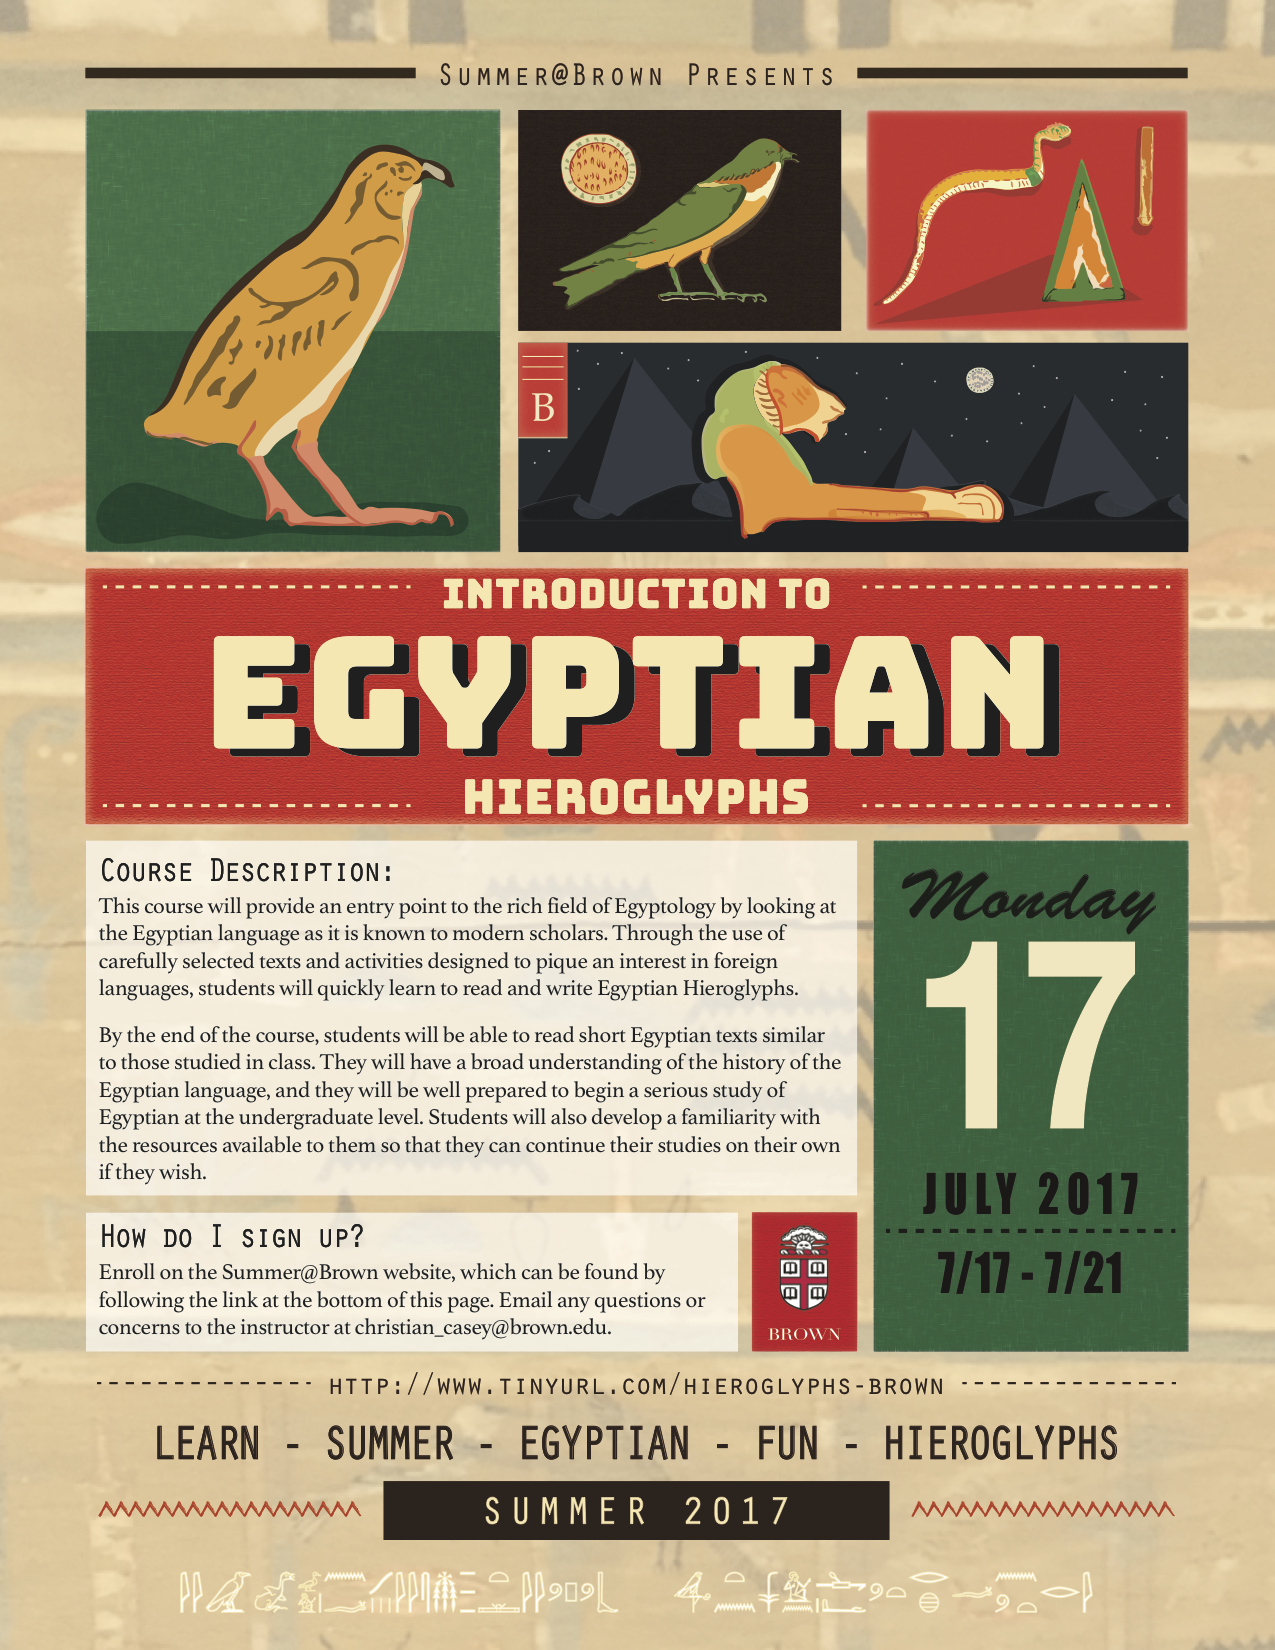 Summer@Brown Presents
B
INTRODUCTION TO
EGYPTIAN
HIEROGLYPHS
Course Description:
This course will provide an entry point to the rich field of Egyptology by looking at
the Egyptian language as it is known to modern scholars. Through the use of
carefully selected texts and activities designed to pique an interest in foreign
languages, students will quickly learn to read and write Egyptian Hieroglyphs.
By the end of the course, students will be able to read short Egyptian texts similar
to those studied in class. They will have a broad understanding of the history of the
Egyptian language, and they will be well prepared to begin a serious study of
Egyptian at the undergraduate level. Students will also develop a familiarity with
the resources available to them so that they can continue their studies on their own
if they wish.
Monday
17
JULY 2017
7/17 - 7/21
How do I sign up?
Enroll on the Summer@Brown website, which can be found by
following the link at the bottom of this page. Email any questions or
concerns to the instructor at christian_casey@brown.edu.
BROWN
HTTP://WWW.TINYURL.COM/HIEROGLYPHS-BROWN
LEARN - SUMMER - EGYPTIAN - FUN - HIEROGLYPHS
SUMMER 2017